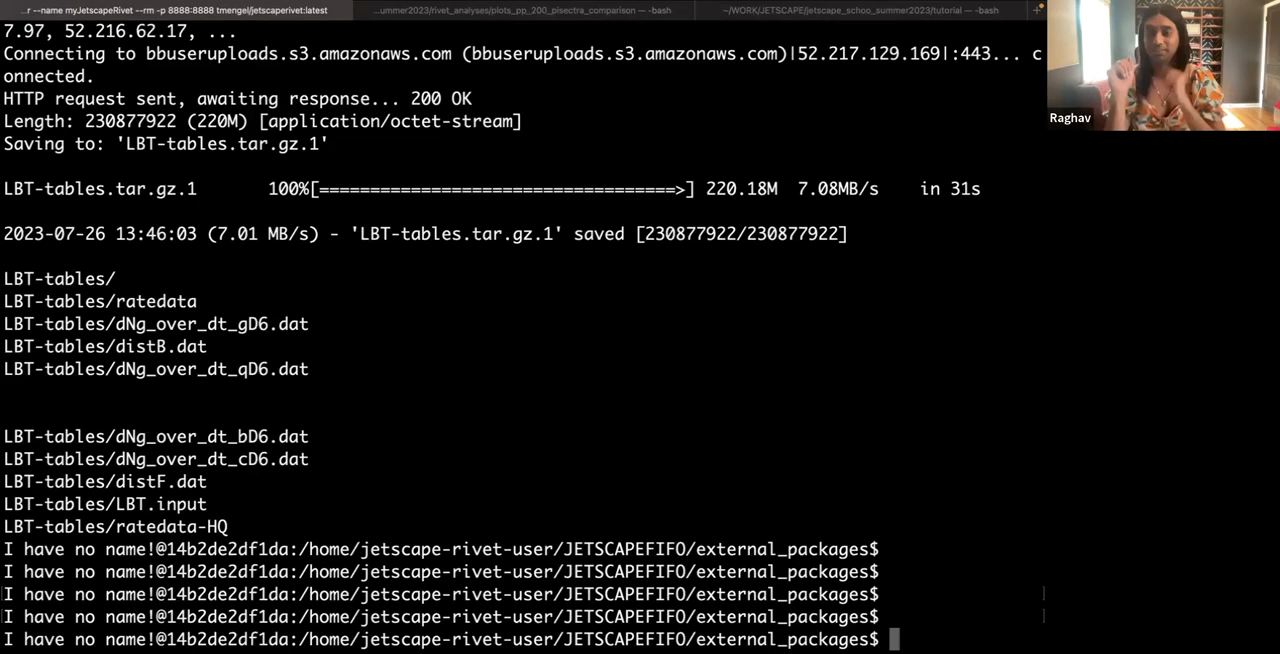 ..r --name myJetscapeRivet --rm -p 8888:8888 tmengel/jetscaperivet:latest
...ummer2023/rivet_analyses/plots_pp_200_pisectra_comparison — -bash
~/WORK/JETSCAPE/jetscape_schoo_summer2023/tutorial — -bash
+
7.97, 52.216.62.17, ...
Connecting to bbuseruploads.s3.amazonaws.com (bbuseruploads.s3.amazonaws.com)|52.217.129.169|:443... c
onnected.
HTTP request sent, awaiting response... 200 OK
Length: 230877922 (220M) [application/octet-stream]
Saving to: 'LBT-tables.tar.gz.1'
LBT-tables.tar.gz.1 100%[===================================>] 220.18M 7.08MB/s in 31s
2023-07-26 13:46:03 (7.01 MB/s) - 'LBT-tables.tar.gz.1' saved [230877922/230877922]
LBT-tables/
LBT-tables/ratedata
LBT-tables/dNg_over_dt_gD6.dat
LBT-tables/distB.dat
LBT-tables/dNg_over_dt_qD6.dat
LBT-tables/dNg_over_dt_bD6.dat
LBT-tables/dNg_over_dt_cD6.dat
LBT-tables/distF.dat
LBT-tables/LBT.input
LBT-tables/ratedata-HQ
I have no name!@14b2de2df1da:/home/jetscape-rivet-user/JETSCAPEFIFO/external_packages$
I have no name!@14b2de2df1da:/home/jetscape-rivet-user/JETSCAPEFIFO/external_packages$
I have no name!@14b2de2df1da:/home/jetscape-rivet-user/JETSCAPEFIFO/external_packages$
I have no name!@14b2de2df1da:/home/jetscape-rivet-user/JETSCAPEFIFO/external_packages$
I have no name!@14b2de2df1da:/home/jetscape-rivet-user/JETSCAPEFIFO/external_packages$
Raghav